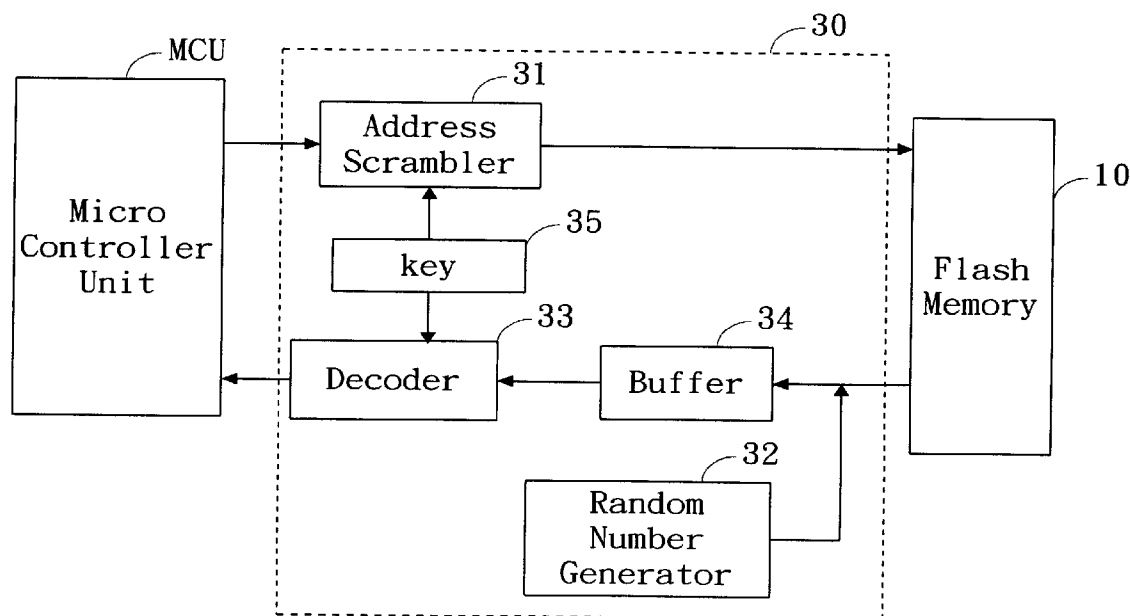 30
MCU
31
Address
Scrambler
10
Micro
Controller
Unit
35
key
Flash
Memory
33
34
Decoder
Buffer
32
Random
Number
Generator